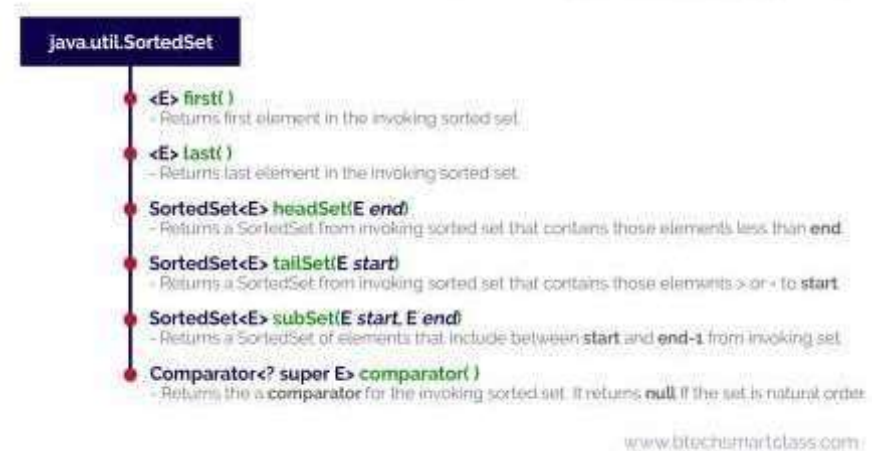 java.util.SortedSet
<E> first( )
- Returns first element in the invoking sorted set.
<E> last( )
- Returns last element in the invoking sorted set.
SortedSet<E> headSet(E end)
- Returns a SortedSet from invoking sorted set that contains those elements less than end.
SortedSet<E> tailSet(E start)
- Returns a SortedSet from invoking sorted set that contains those elements > or = to start.
SortedSet<E> subSet(E start, E end)
- Returns a SortedSet of elements that include between start and end-1 from invoking set.
Comparator<? super E> comparator( )
- Returns the a comparator for the invoking sorted set. It returns null if the set is natural order.
www.btechsmartclass.com